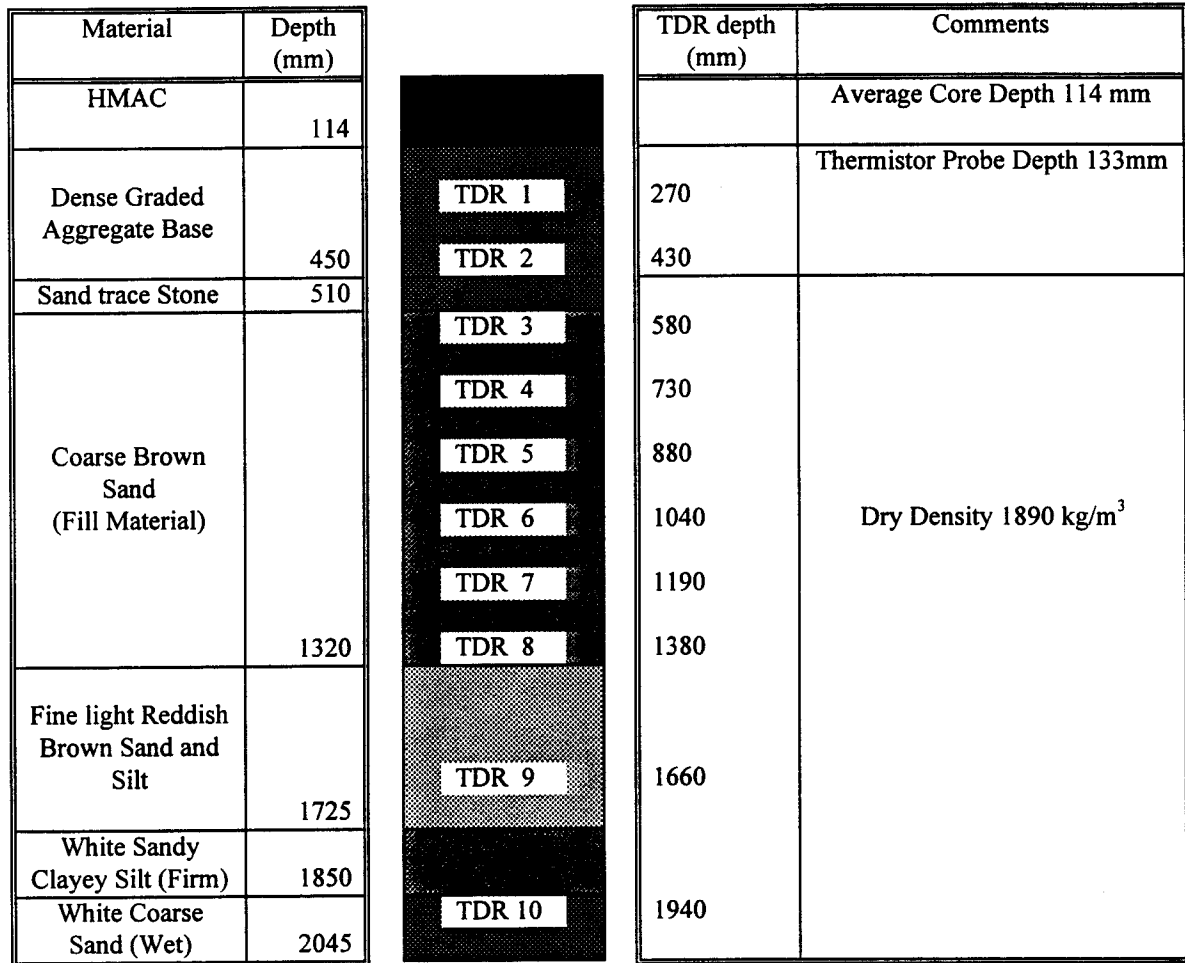 Material
Depth
(mm)
HMAC
114
Dense Graded
Aggregate Base
450
Sand trace Stone
510
Coarse Brown
Sand
(Fill Material)
1320
Fine light Reddish
Brown Sand and
Silt
1725
White Sandy
Clayey Silt (Firm)
1850
White Coarse
Sand (Wet)
2045
TDR 1
TDR 2
TDR 3
TDR 4
TDR 5
TDR 6
TDR 7
TDR 8
TDR 9
TDR 10
TDR depth
(mm)
Comments
Average Core Depth 114 mm
Thermistor Probe Depth 133mm
270
430
580
730
880
1040
Dry Density 1890 kg/m³
1190
1380
1660
1940